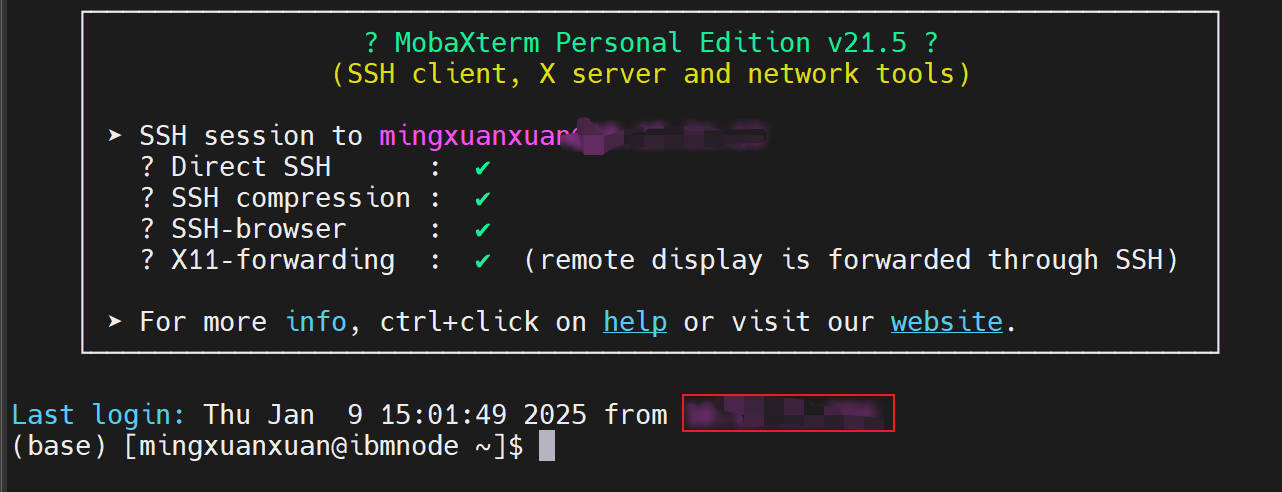 ? MobaXterm Personal Edition v21.5 ?
(SSH client, X server and network tools)
➤ SSH session to mingxuanxuan@
? Direct SSH : ✔
? SSH compression : ✔
? SSH-browser : ✔
? X11-forwarding : ✔ (remote display is forwarded through SSH)
➤ For more info, ctrl+click on help or visit our website.
Last login: Thu Jan  9 15:01:49 2025 from
(base) [mingxuanxuan@ibmnode ~]$